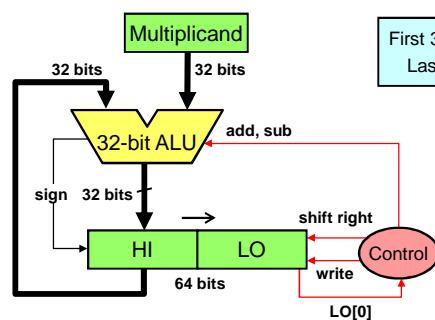 Multiplicand
First 3
Las
32 bits
32 bits
32-bit ALU
add, sub
sign
32 bits
shift right
HI
LO
Control
write
64 bits
LO[0]